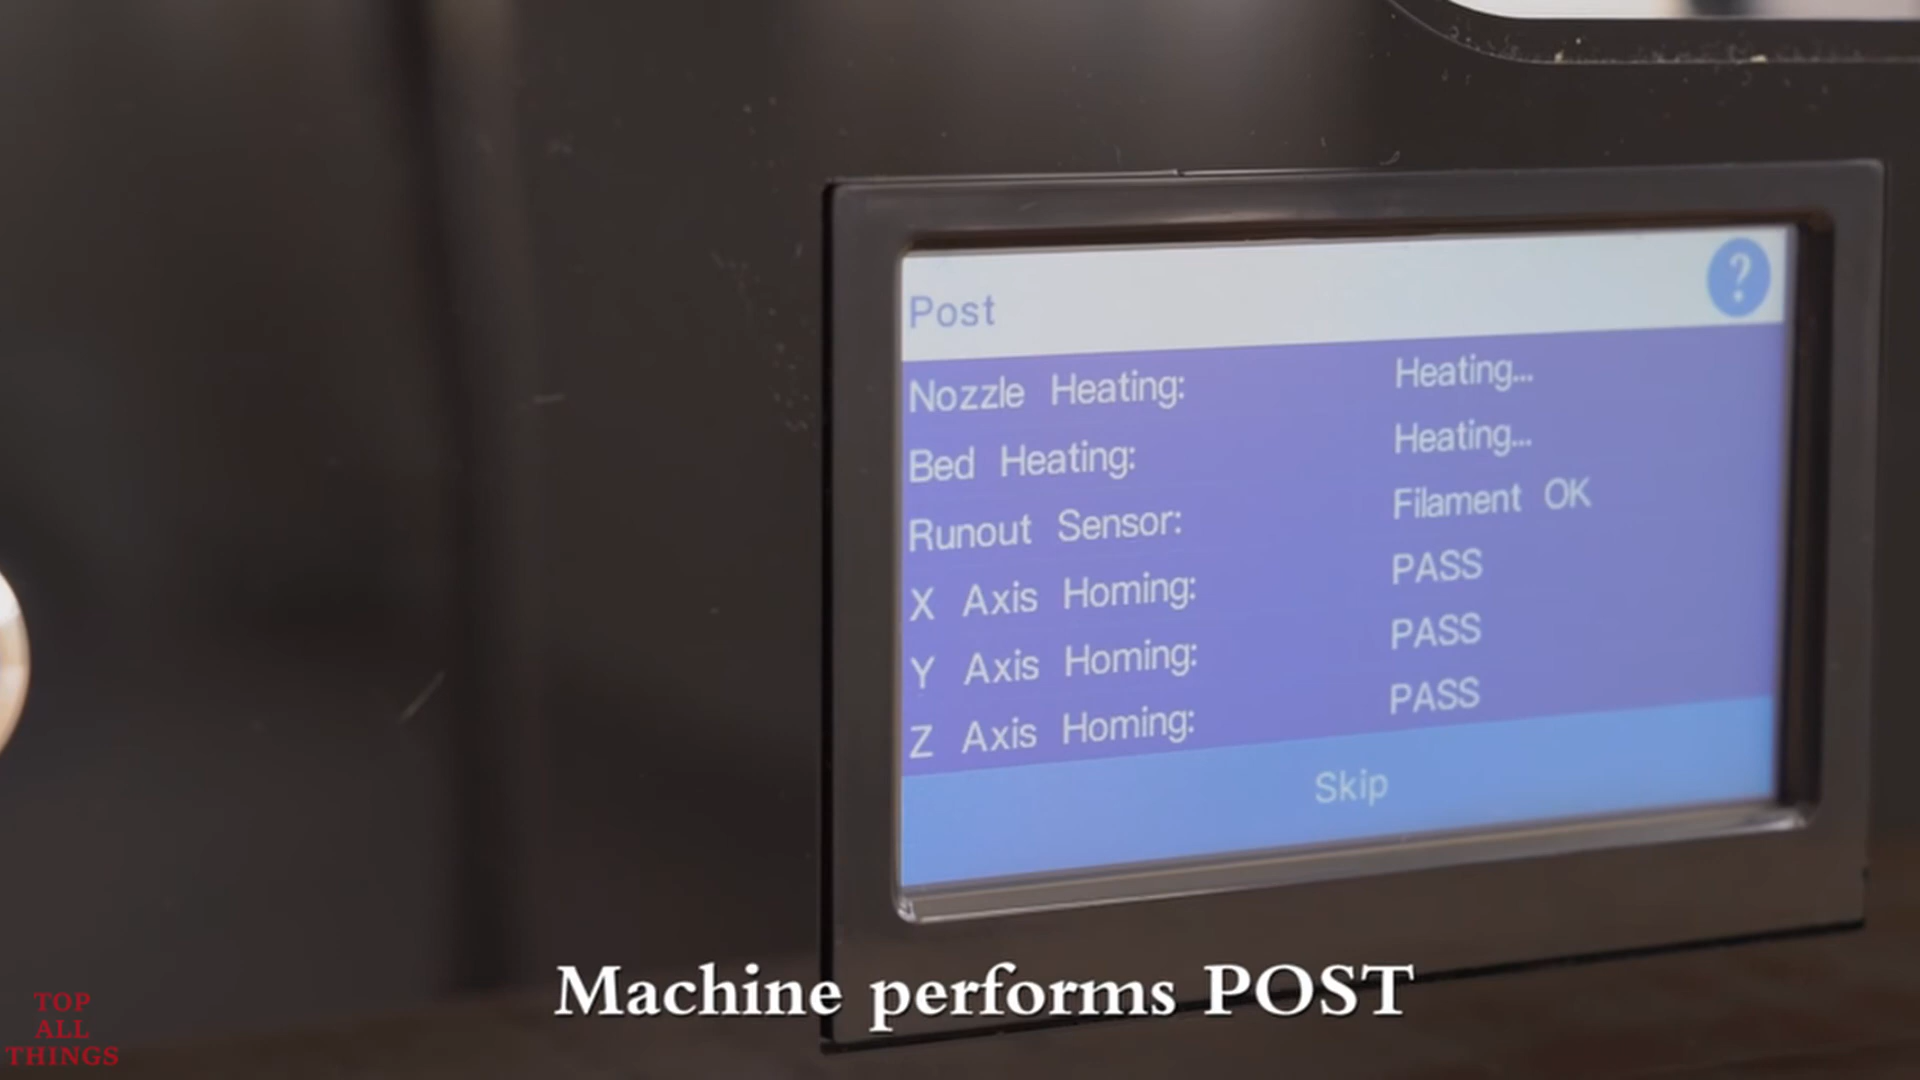 Post
?
Nozzle Heating: Heating...
Bed Heating: Heating...
Runout Sensor: Filament OK
X Axis Homing: PASS
Y Axis Homing: PASS
Z Axis Homing: PASS
Skip
Machine performs POST
TOP
ALL
THINGS